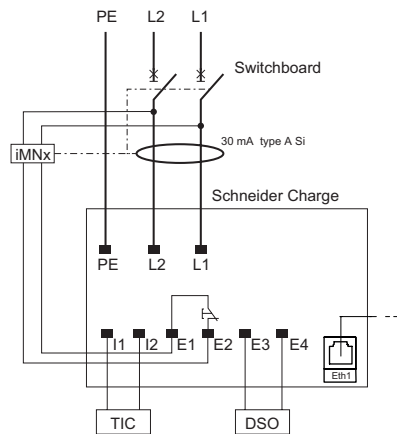 PE L2 L1
Switchboard
30 mA type A Si
iMNx
Schneider Charge
PE L2 L1
I1 I2 E1 E2 E3 E4
Eth1
TIC DSO